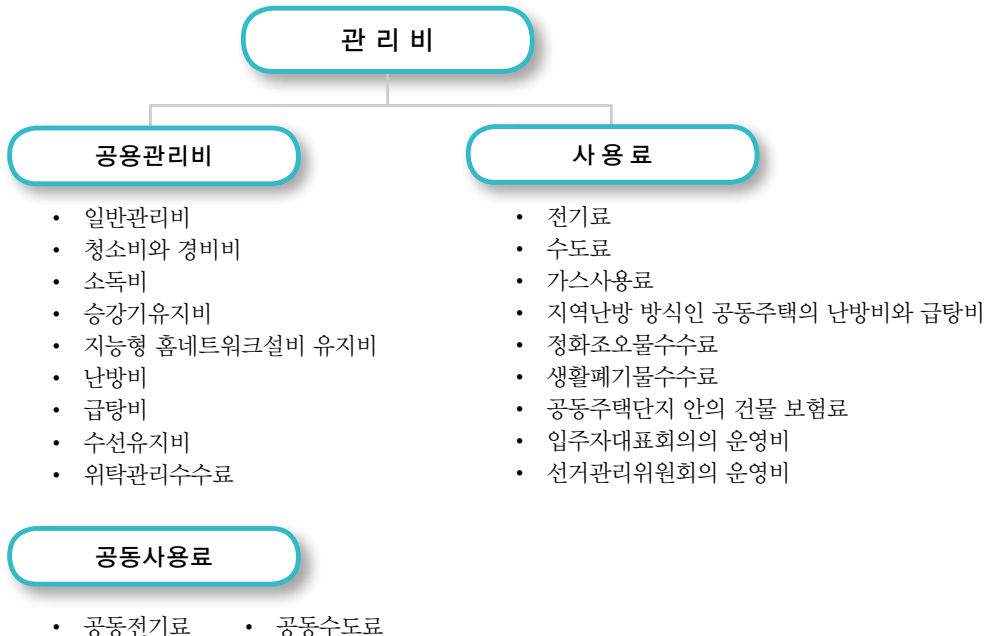 관 리 비
공용관리비
• 일반관리비
• 청소비와 경비비
• 소독비
• 승강기유지비
• 지능형 홈네트워크설비 유지비
• 난방비
• 급탕비
• 수선유지비
• 위탁관리수수료
사 용 료
• 전기료
• 수도료
• 가스사용료
• 지역난방 방식인 공동주택의 난방비와 급탕비
• 정화조오물수수료
• 생활폐기물수수료
• 공동주택단지 안의 건물 보험료
• 입주자대표회의의 운영비
• 선거관리위원회의 운영비
공동사용료
• 공동전기료 • 공동수도료